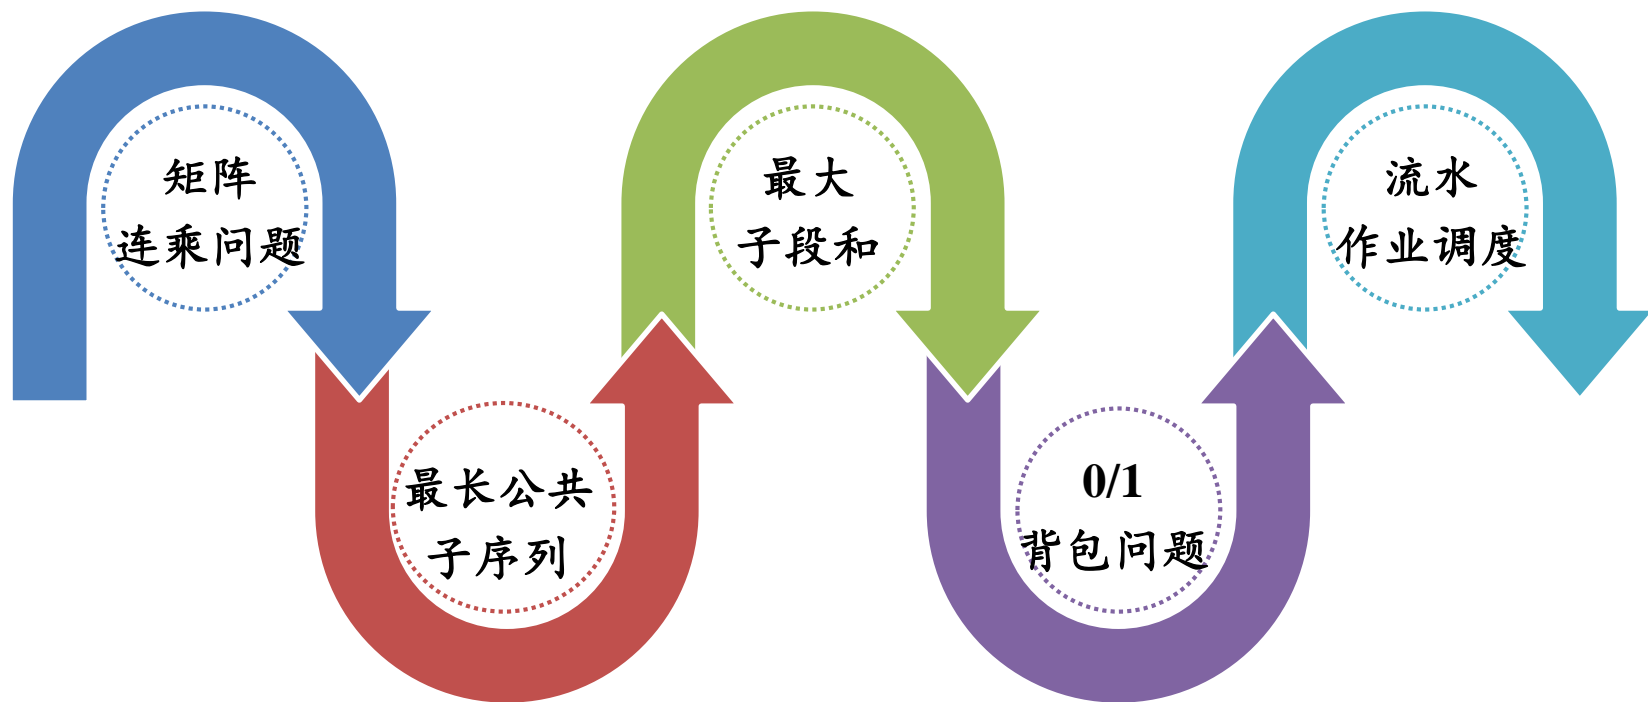 矩阵
连乘问题
最长公共
子序列
最大
子段和
0/1
背包问题
流水
作业调度